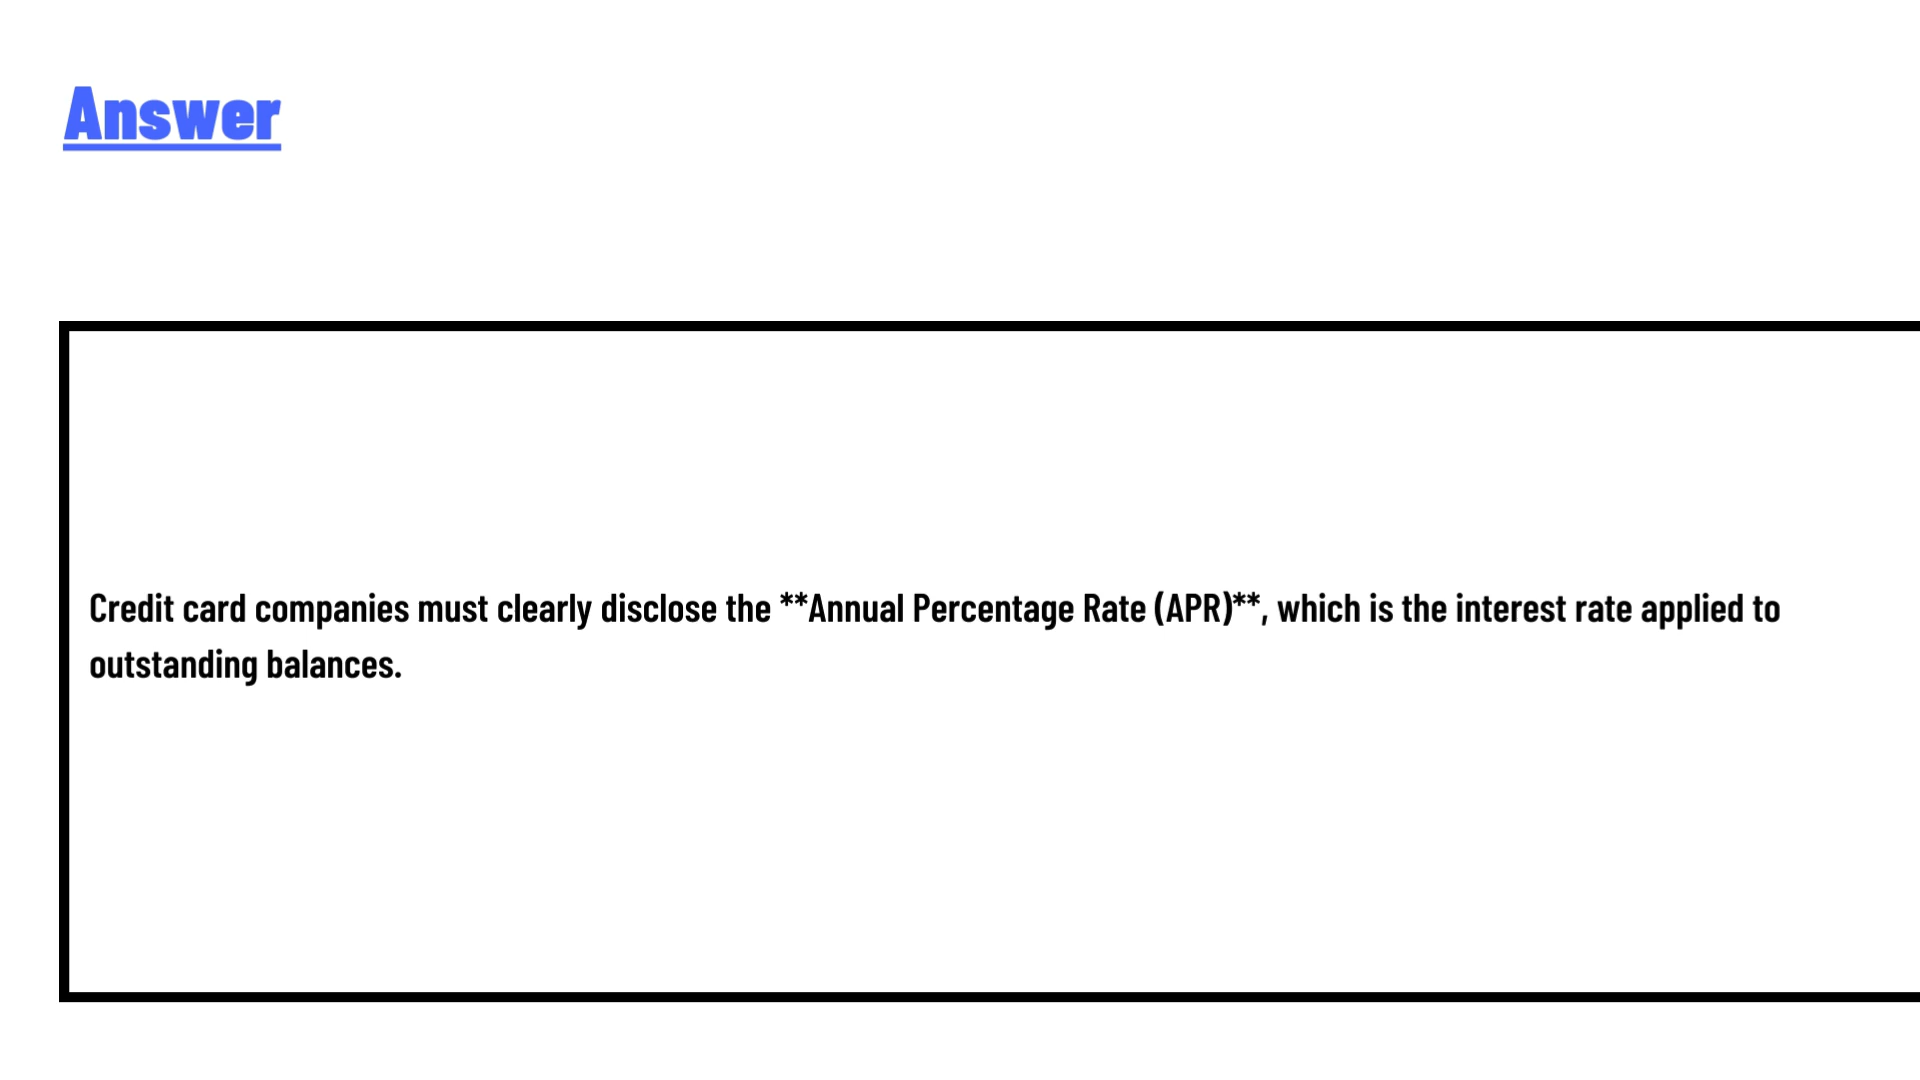 Answer
Credit card companies must clearly disclose the **Annual Percentage Rate (APR)**, which is the interest rate applied to
outstanding balances.